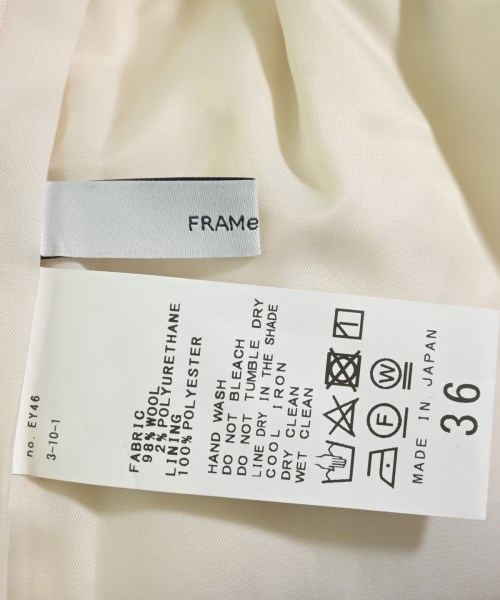 FRAMe
no. EY46
3-10-1
FABRIC
98% WOOL
2% POLYURETHANE
LINING
100% POLYESTER
HAND WASH
DO NOT BLEACH
DO NOT TUMBLE DRY
LINE DRY IN THE SHADE
COOL IRON
DRY CLEAN
WET CLEAN
F
W
MADE IN JAPAN
36